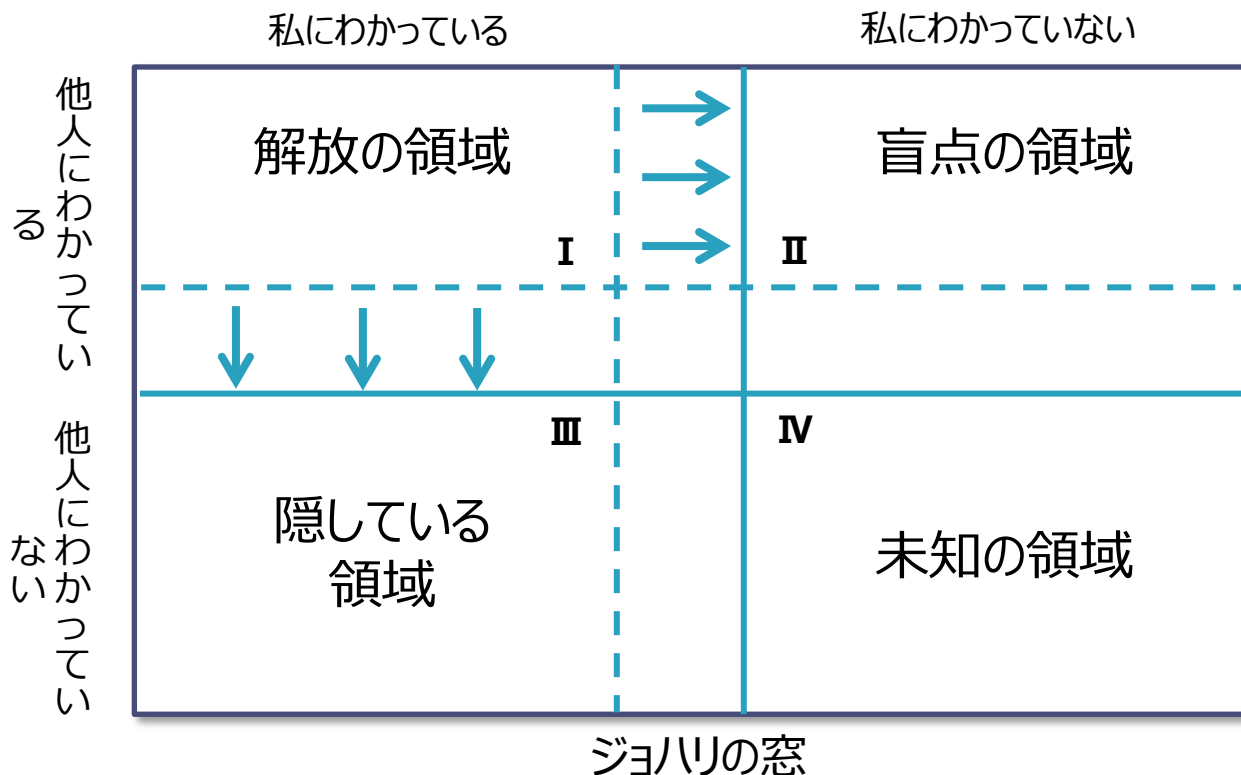 私にわかっている
私にわかっていない
他人にわかってい
る
解放の領域
盲点の領域
Ⅰ
Ⅱ
他人にわかってい
ない
Ⅲ
Ⅳ
隠している
領域
未知の領域
ジョハリの窓